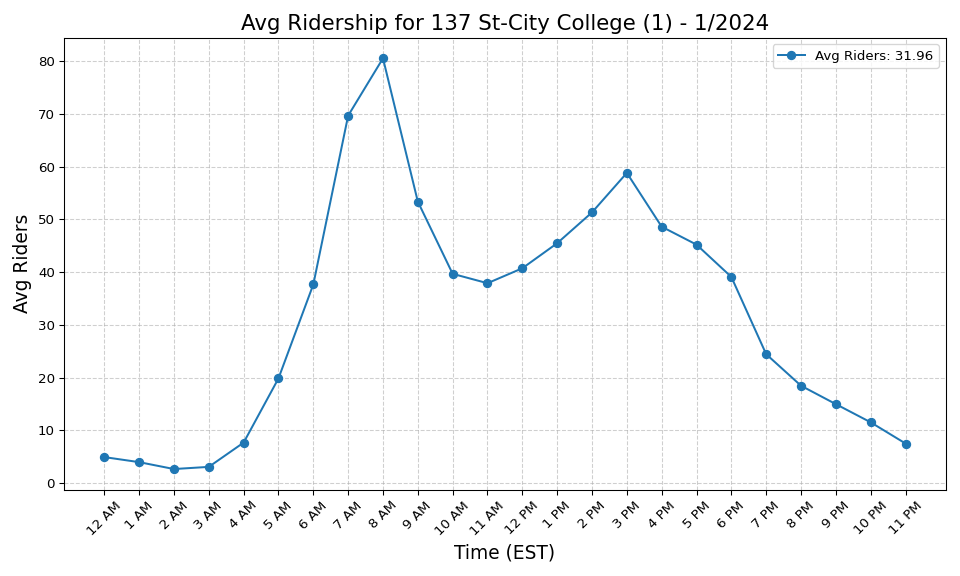 Avg Ridership for 137 St-City College (1) - 1/2024
Avg Riders: 31.96
80
70
60
50
40
30
20
10
0
Avg Riders
12 AM
1 AM
2 AM
3 AM
4 AM
5 AM
6 AM
7 AM
8 AM
9 AM
10 AM
11 AM
12 PM
1 PM
2 PM
3 PM
4 PM
5 PM
6 PM
7 PM
8 PM
9 PM
10 PM
11 PM
Time (EST)